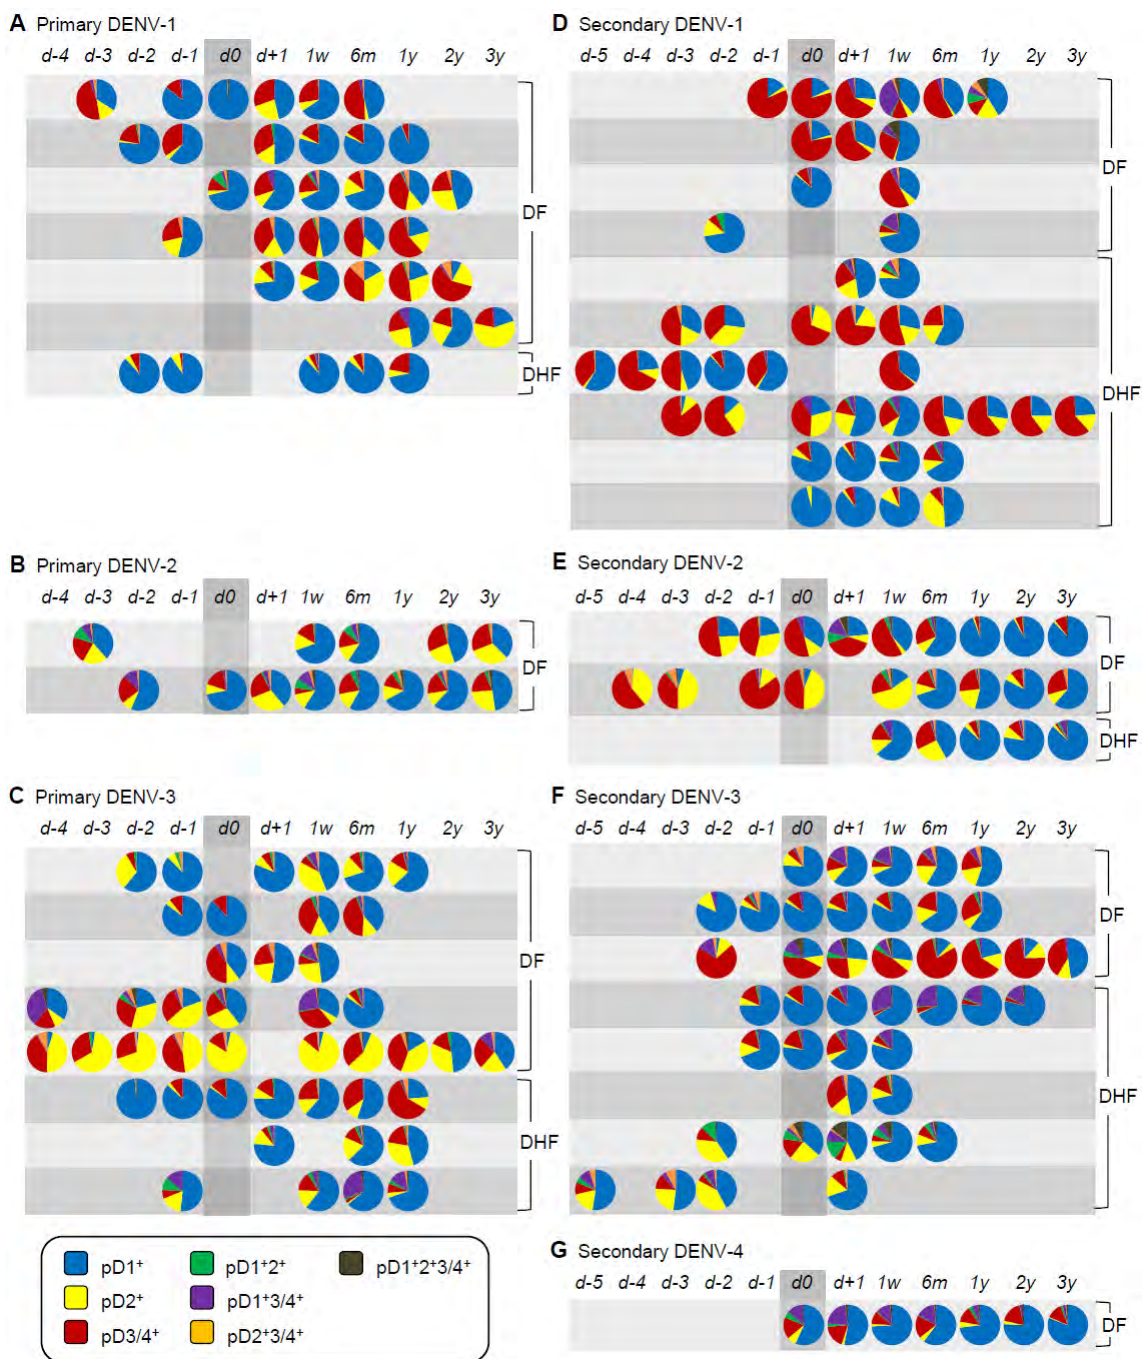 A Primary DENV-1
d-4 d-3 d-2 d-1 d0 d+1 1w 6m 1y 2y 3y
DF
DHF
B Primary DENV-2
d-4 d-3 d-2 d-1 d0 d+1 1w 6m 1y 2y 3y
DF
C Primary DENV-3
d-4 d-3 d-2 d-1 d0 d+1 1w 6m 1y 2y 3y
DF
DHF
pD1⁺ pD1⁺2⁺ pD1⁺2⁺3/4⁺
pD2⁺ pD1⁺3/4⁺
pD3/4⁺ pD2⁺3/4⁺
D Secondary DENV-1
d-5 d-4 d-3 d-2 d-1 d0 d+1 1w 6m 1y 2y 3y
DF
DHF
E Secondary DENV-2
d-5 d-4 d-3 d-2 d-1 d0 d+1 1w 6m 1y 2y 3y
DF
DHF
F Secondary DENV-3
d-5 d-4 d-3 d-2 d-1 d0 d+1 1w 6m 1y 2y 3y
DF
DHF
G Secondary DENV-4
d-5 d-4 d-3 d-2 d-1 d0 d+1 1w 6m 1y 2y 3y
DF